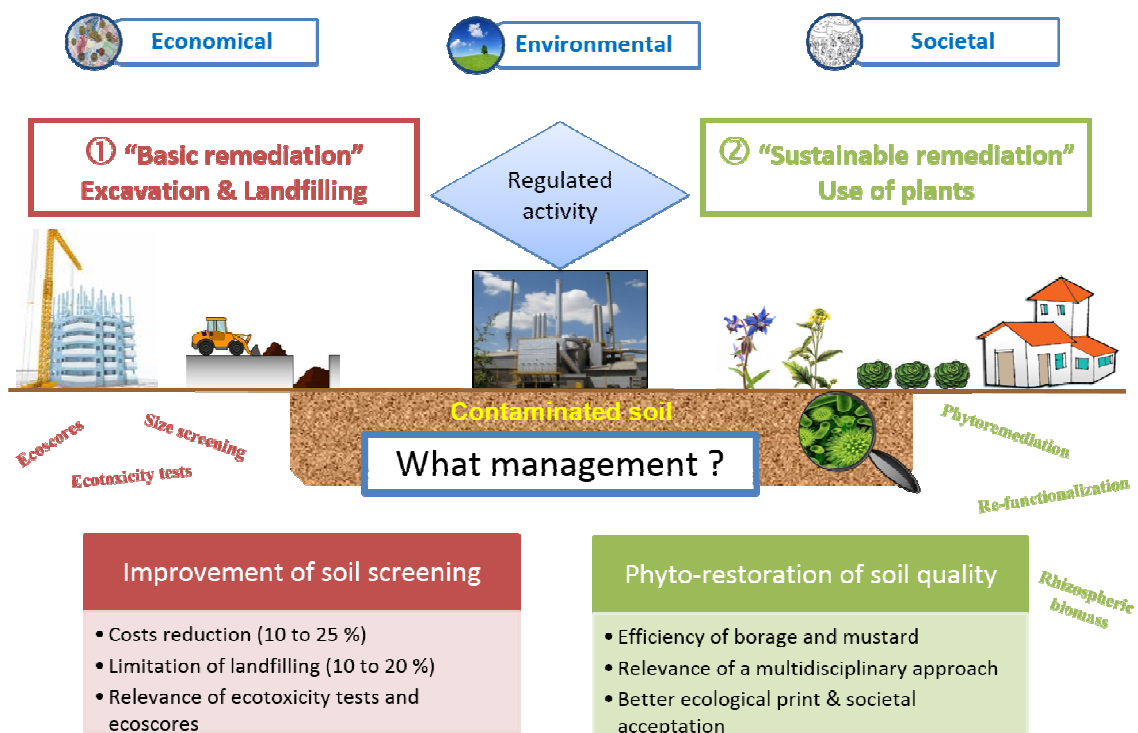 Economical
Environmental
Societal
① “Basic remediation”
Excavation & Landfilling
Regulated
activity
② “Sustainable remediation”
Use of plants
Contaminated soil
What management ?
Ecoscores
Size screening
Ecotoxicity tests
Phytoremediation
Re-functionalization
Rhizospheric
biomass
Improvement of soil screening
• Costs reduction (10 to 25 %)
• Limitation of landfilling (10 to 20 %)
• Relevance of ecotoxicity tests and
ecoscores
Phyto-restoration of soil quality
• Efficiency of borage and mustard
• Relevance of a multidisciplinary approach
• Better ecological print & societal
acceptation